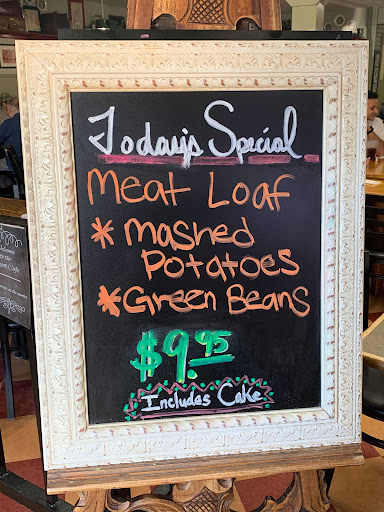 Today's Special
Meat Loaf
* Mashed
Potatoes
* Green Beans
$9.95
Includes Cake